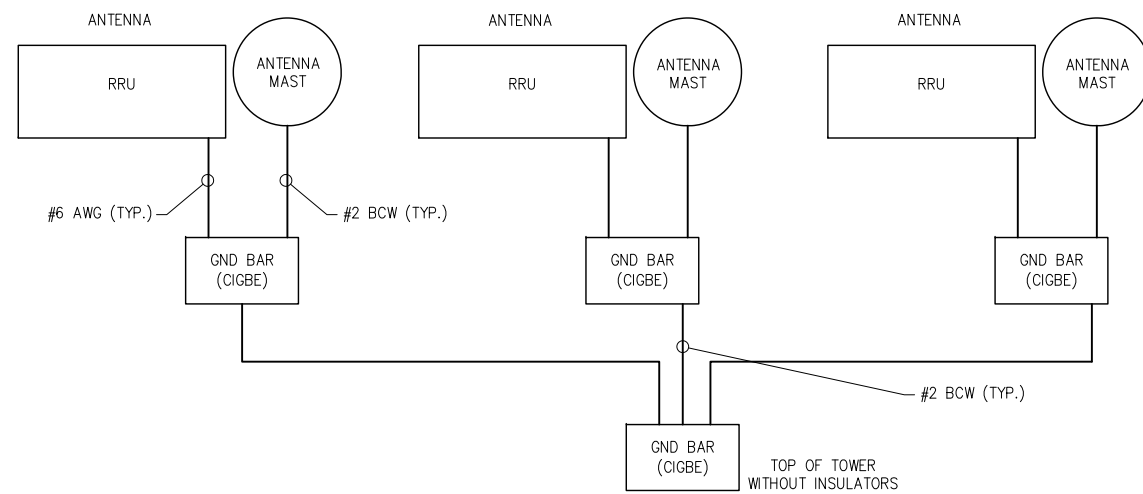 ANTENNA
ANTENNA
ANTENNA
RRU
ANTENNA
MAST
RRU
ANTENNA
MAST
RRU
ANTENNA
MAST
#6 AWG (TYP.)
#2 BCW (TYP.)
GND BAR
(CIGBE)
GND BAR
(CIGBE)
GND BAR
(CIGBE)
#2 BCW (TYP.)
GND BAR
(CIGBE)
TOP OF TOWER
WITHOUT INSULATORS